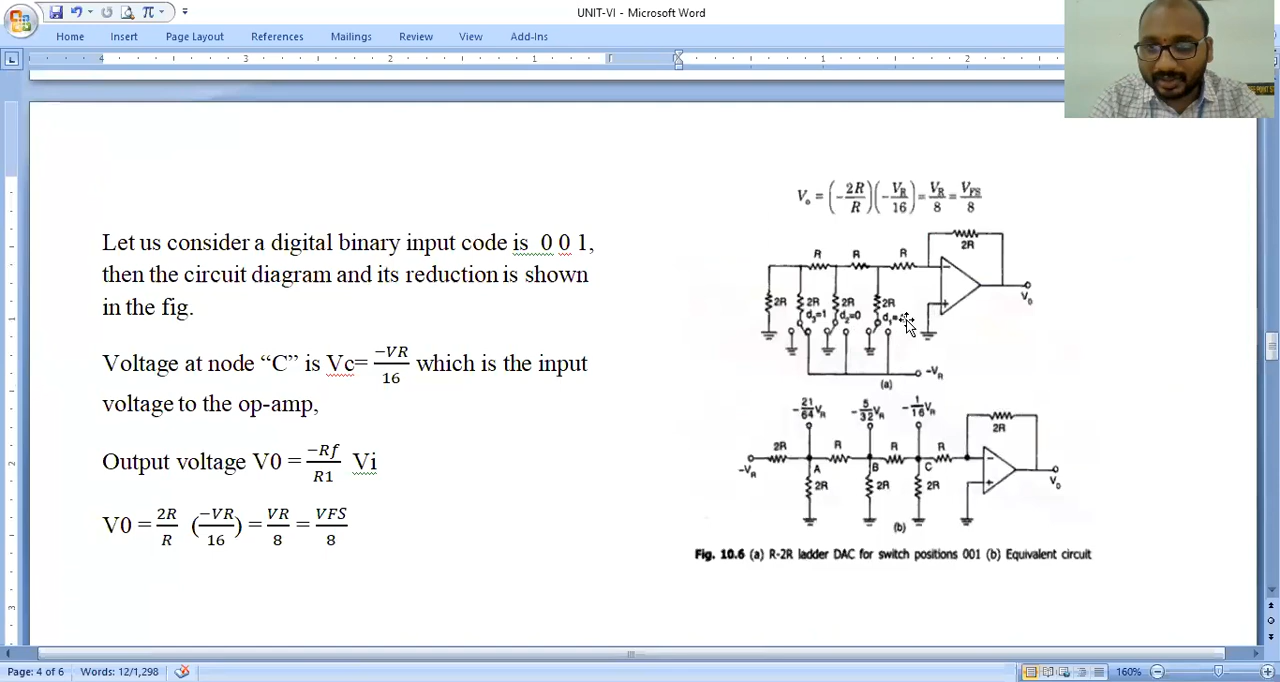 UNIT-VI - Microsoft Word
Home Insert Page Layout References Mailings Review View Add-Ins
4 3 2 1 1 2
Let us consider a digital binary input code is 0 0 1,
then the circuit diagram and its reduction is shown
in the fig.
Voltage at node “C” is Vc= −VR/16 which is the input
voltage to the op-amp,
Output voltage V0 = −Rf/R1 Vi
V0 = 2R/R (−VR/16) = VR/8 = VFS/8
Vo = (−2R/R)(−VR/16) = VR/8 = VFS/8
2R
R R R
2R 2R 2R 2R
d3=1 d2=0 d1=
Vo
−VR
(a)
−21/64 VR −5/32 VR −1/16 VR
2R
2R R R R
−VR A B C
2R 2R 2R
Vo
(b)
Fig. 10.6 (a) R-2R ladder DAC for switch positions 001 (b) Equivalent circuit
Page: 4 of 6 Words: 12/1,298 160%